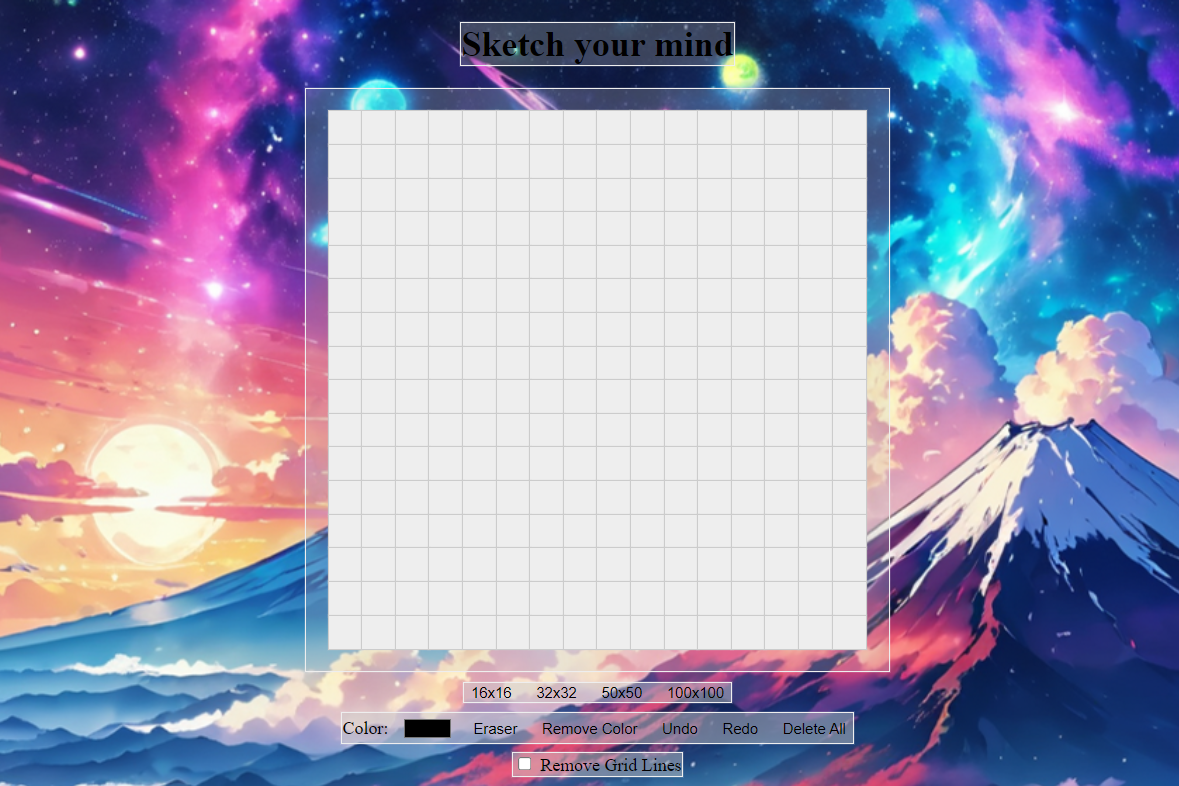 Sketch your mind
16x16 32x32 50x50 100x100
Color: Eraser Remove Color Undo Redo Delete All
Remove Grid Lines